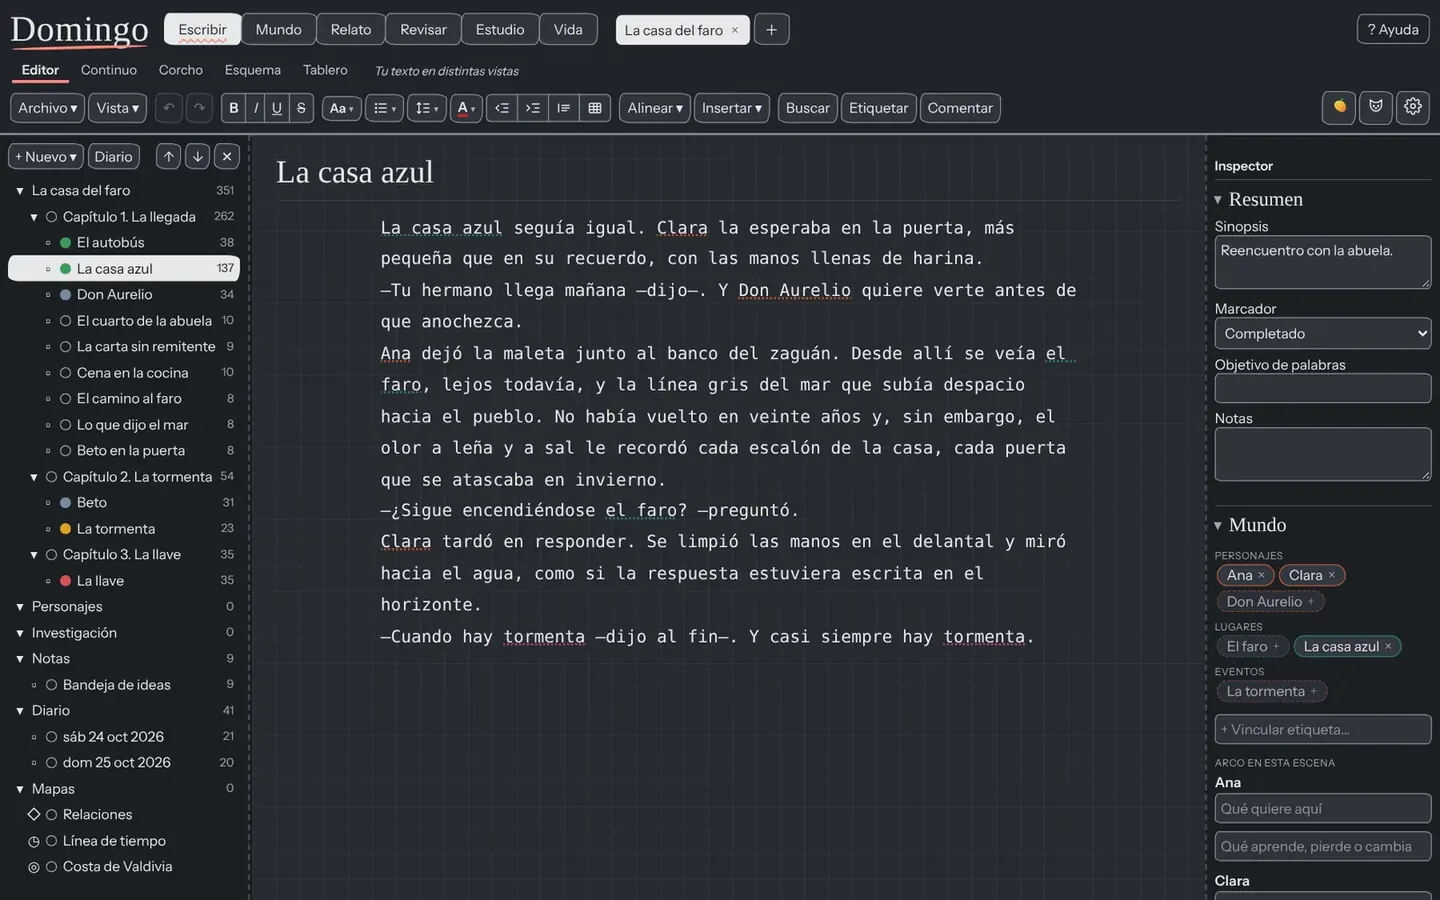 Domingo
Escribir Mundo Relato Revisar Estudio Vida
La casa del faro × +
? Ayuda
Editor Continuo Corcho Esquema Tablero Tu texto en distintas vistas
Archivo ▾ Vista ▾ B I U S Aa A Alinear ▾ Insertar ▾ Buscar Etiquetar Comentar
+ Nuevo ▾ Diario ↑ ↓ ×
La casa del faro 351
Capítulo 1. La llegada 262
El autobús 38
La casa azul 137
Don Aurelio 34
El cuarto de la abuela 10
La carta sin remitente 9
Cena en la cocina 10
El camino al faro 8
Lo que dijo el mar 8
Beto en la puerta 8
Capítulo 2. La tormenta 54
Beto 31
La tormenta 23
Capítulo 3. La llave 35
La llave 35
Personajes 0
Investigación 0
Notas 9
Bandeja de ideas 9
Diario 41
sáb 24 oct 2026 21
dom 25 oct 2026 20
Mapas 0
Relaciones
Línea de tiempo
Costa de Valdivia
La casa azul
La casa azul seguía igual. Clara la esperaba en la puerta, más
pequeña que en su recuerdo, con las manos llenas de harina.
—Tu hermano llega mañana —dijo—. Y Don Aurelio quiere verte antes de
que anochezca.
Ana dejó la maleta junto al banco del zaguán. Desde allí se veía el
faro, lejos todavía, y la línea gris del mar que subía despacio
hacia el pueblo. No había vuelto en veinte años y, sin embargo, el
olor a leña y a sal le recordó cada escalón de la casa, cada puerta
que se atascaba en invierno.
—¿Sigue encendiéndose el faro? —preguntó.
Clara tardó en responder. Se limpió las manos en el delantal y miró
hacia el agua, como si la respuesta estuviera escrita en el
horizonte.
—Cuando hay tormenta —dijo al fin—. Y casi siempre hay tormenta.
Inspector
Resumen
Sinopsis
Reencuentro con la abuela.
Marcador
Completado
Objetivo de palabras
Notas
Mundo
PERSONAJES
Ana × Clara ×
Don Aurelio +
LUGARES
El faro + La casa azul ×
EVENTOS
La tormenta +
+ Vincular etiqueta...
ARCO EN ESTA ESCENA
Ana
Qué quiere aquí
Qué aprende, pierde o cambia
Clara